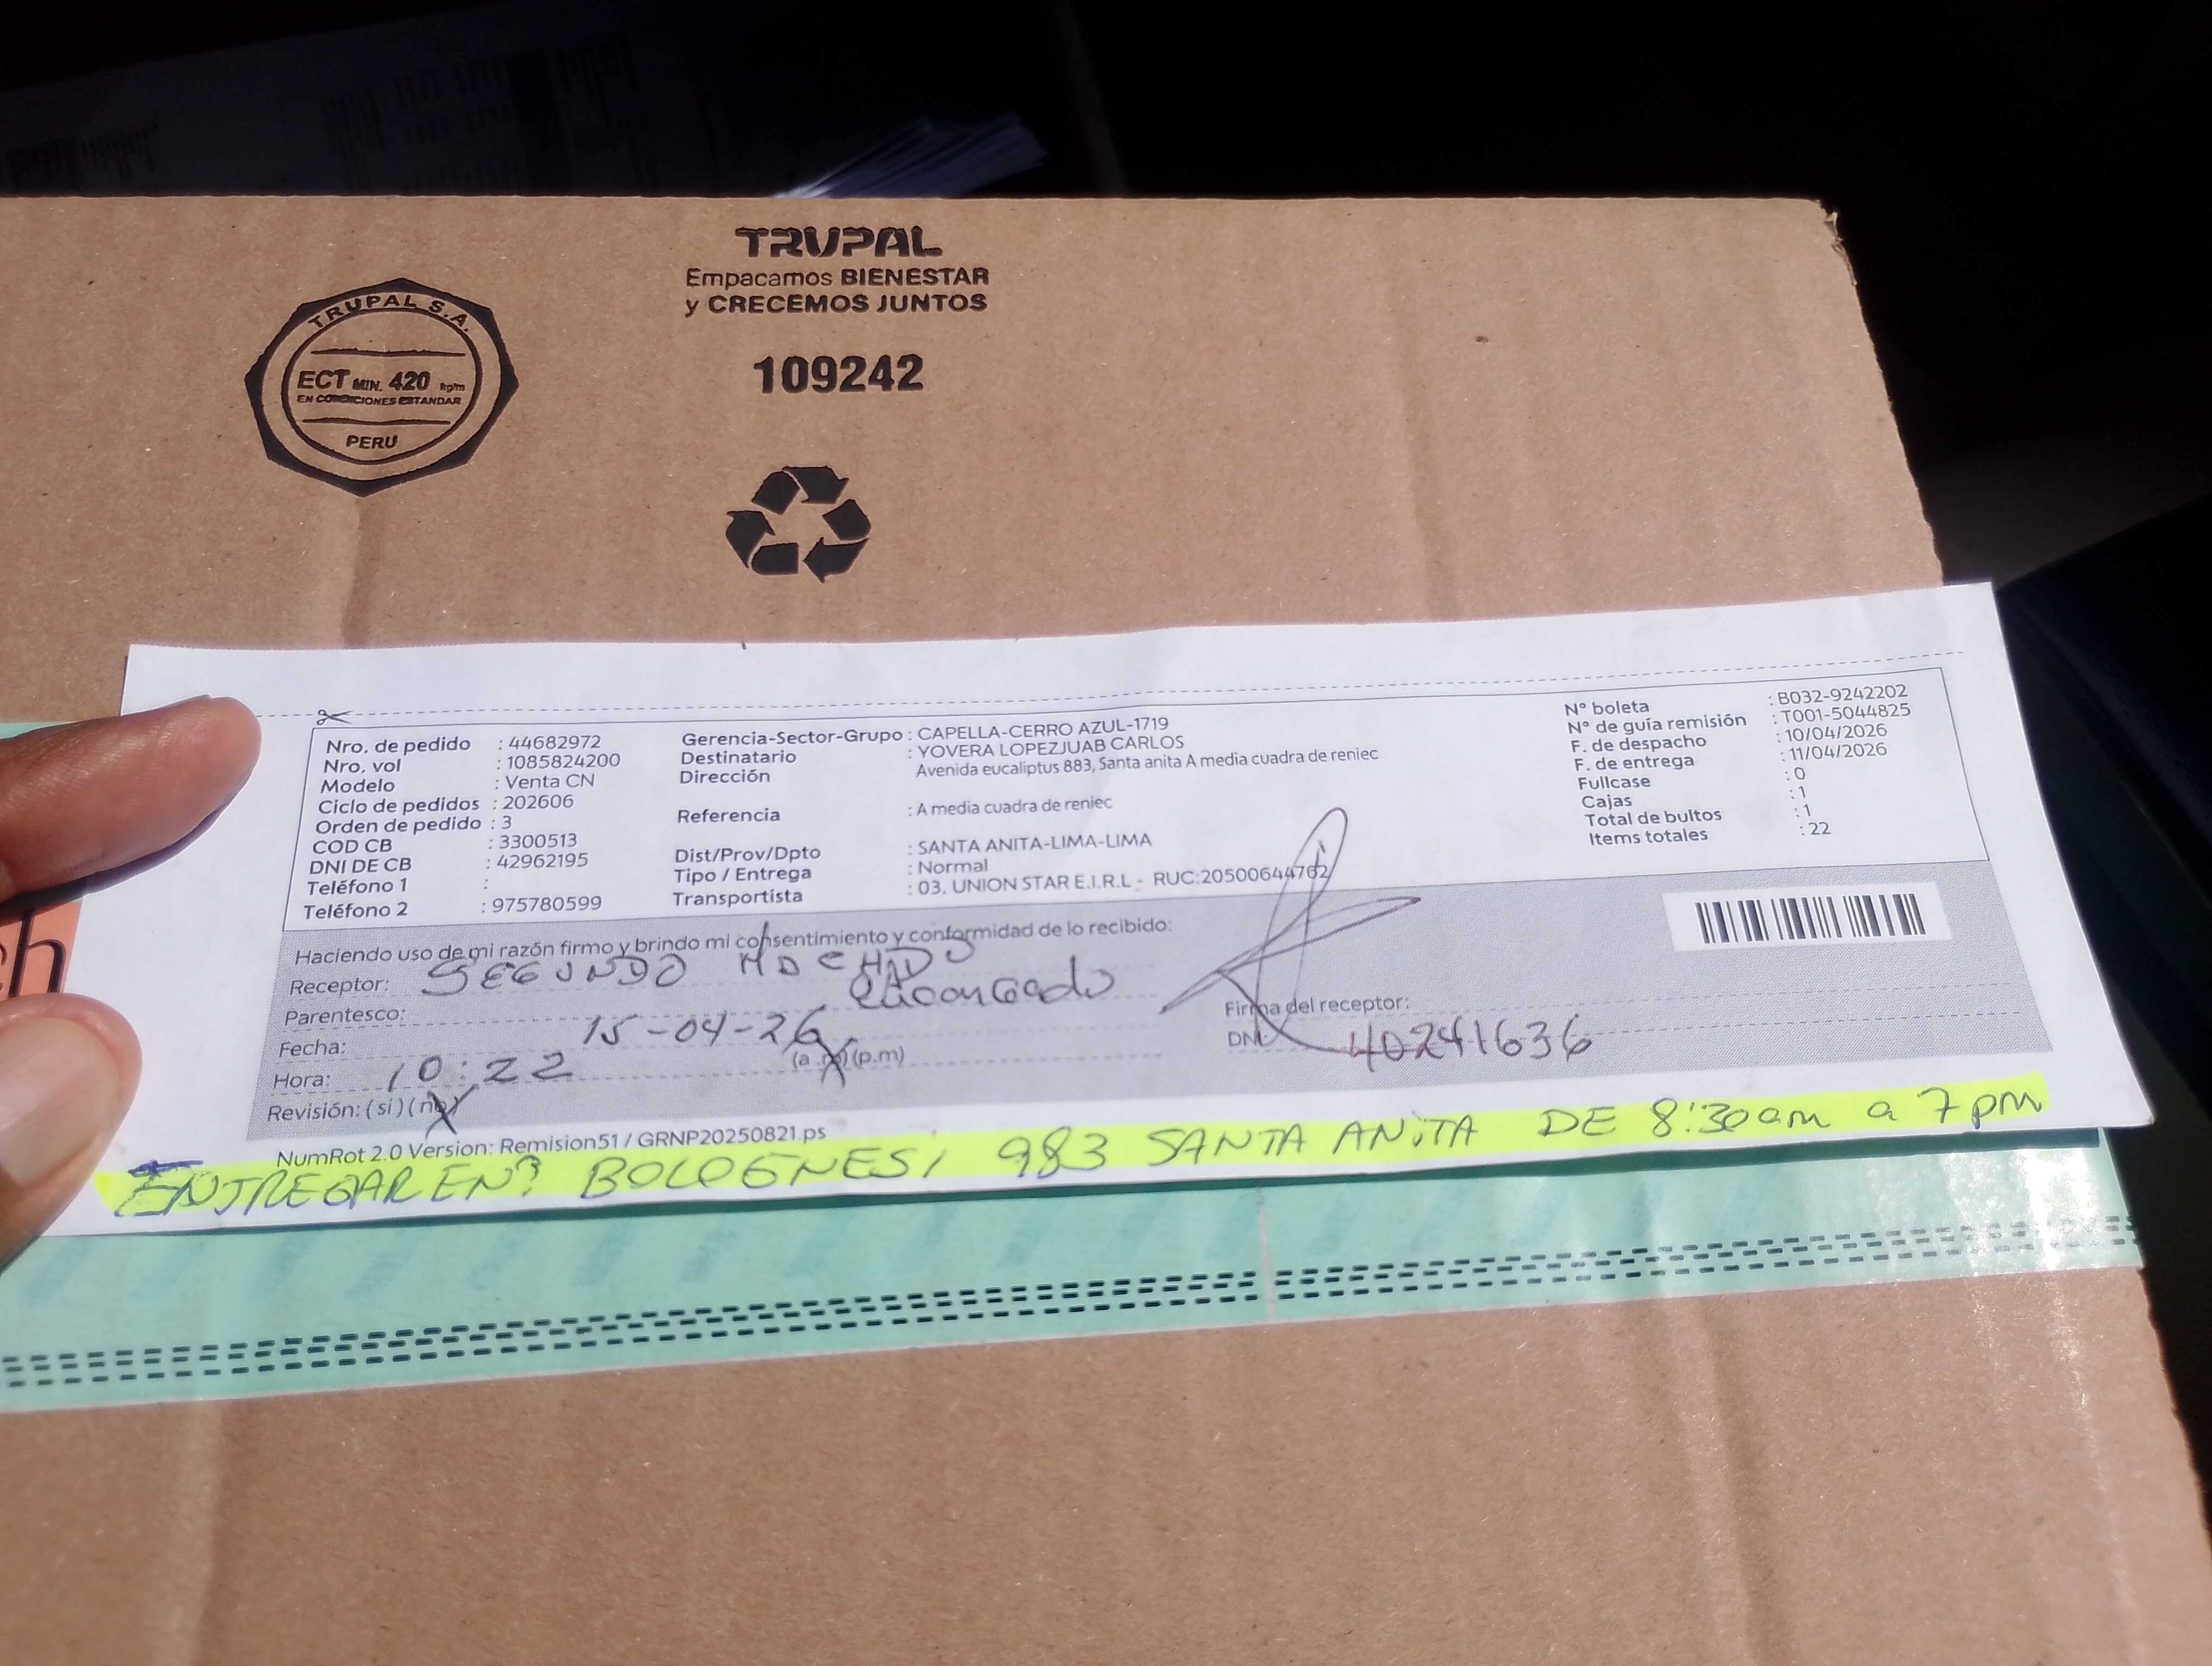 TRUPAL
Empacamos BIENESTAR
y CRECEMOS JUNTOS
109242
TRUPAL S.A.
ECT MIN. 420 kg/m
EN CONDICIONES ESTANDAR
PERU
ch
Nro. de pedido : 44682972
Nro. vol : 1085824200
Modelo : Venta CN
Ciclo de pedidos : 202606
Orden de pedido : 3
COD CB : 3300513
DNI DE CB : 42962195
Teléfono 1 :
Teléfono 2 : 975780599
Gerencia-Sector-Grupo : CAPELLA-CERRO AZUL-1719
Destinatario : YOVERA LOPEZJUAB CARLOS
Dirección Avenida eucaliptus 883, Santa anita A media cuadra de reniec
Referencia : A media cuadra de reniec
Dist/Prov/Dpto : SANTA ANITA-LIMA-LIMA
Tipo / Entrega : Normal
Transportista : 03. UNION STAR E.I.R.L - RUC:20500644762
N° boleta : B032-9242202
N° de guía remisión : T001-5044825
F. de despacho : 10/04/2026
F. de entrega : 11/04/2026
Fullcase : 0
Cajas : 1
Total de bultos : 1
Items totales : 22
Haciendo uso de mi razón firmo y brindo mi consentimiento y conformidad de lo recibido:
Receptor: SEGUNDO
Parentesco: encargado
Fecha: 15-04-26
Hora: 10:22 (a.m)(p.m)
Revisión: (si) (no)
Firma del receptor:
DNI: 40241636
NumRot 2.0 Version: Remision51 / GRNP20250821.ps
ENTREGAR EN: BOLOGNESI 983 SANTA ANITA DE 8:30am a 7pm